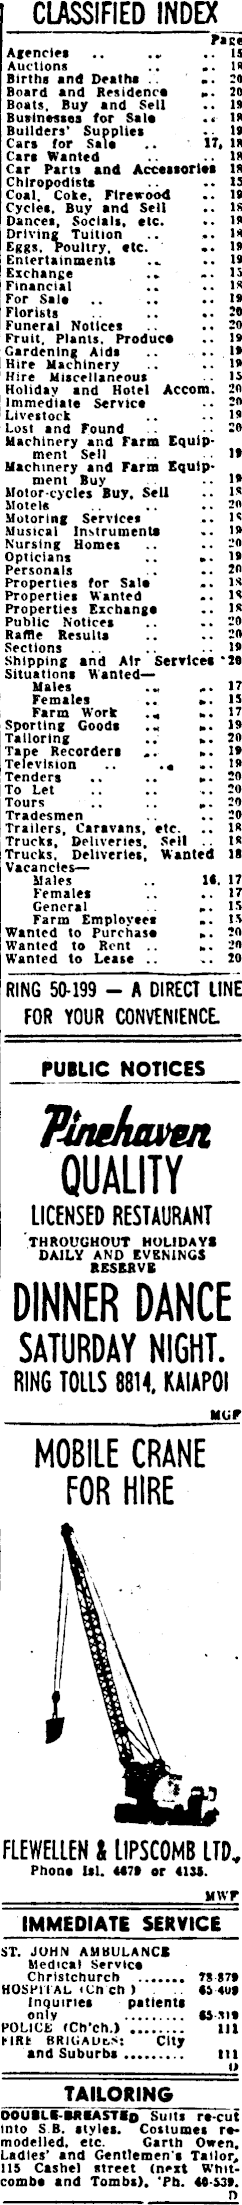 CLASSIFIED INDEX
Page
Agencies .. .. .. 15
Auctions .. .. 18
Births and Deaths .. .. 20
Board and Residence .. 20
Boats, Buy and Sell .. 19
Businesses for Sale .. 18
Builders' Supplies .. 19
Cars for Sale .. 17, 18
Cars Wanted .. .. 18
Car Parts and Accessories 18
Chiropodists .. .. 15
Coal, Coke, Firewood .. 19
Cycles, Buy and Sell .. 18
Dances, Socials, etc. .. 19
Driving Tuition .. .. 18
Eggs, Poultry, etc. .. 19
Entertainments .. .. 19
Exchange .. .. 15
Financial .. .. 18
For Sale .. .. .. 19
Florists .. .. 20
Funeral Notices .. .. 20
Fruit, Plants, Produce .. 19
Gardening Aids .. .. 19
Hire Machinery .. .. 19
Hire Miscellaneous .. 15
Holiday and Hotel Accom. 20
Immediate Service .. 20
Livestock .. .. 19
Lost and Found .. .. 20
Machinery and Farm Equip-
ment Sell .. .. 19
Machinery and Farm Equip-
ment Buy .. .. 19
Motor-cycles Buy, Sell .. 18
Motels .. .. 20
Motoring Services .. 18
Musical Instruments .. 19
Nursing Homes .. .. 20
Opticians .. .. 19
Personals .. .. 20
Properties for Sale .. 18
Properties Wanted .. 18
Properties Exchange .. 18
Public Notices .. .. 20
Raffle Results .. .. 20
Sections .. .. 19
Shipping and Air Services 20
Situations Wanted—
Males .. .. 17
Females .. .. 15
Farm Work .. .. 17
Sporting Goods .. .. 19
Tailoring .. .. 20
Tape Recorders .. .. 19
Television .. .. .. 19
Tenders .. .. .. 20
To Let .. .. .. 20
Tours .. .. .. 20
Tradesmen .. .. 20
Trailers, Caravans, etc. .. 18
Trucks, Deliveries, Sell .. 18
Trucks, Deliveries, Wanted 18
Vacancies—
Males .. 16, 17
Females .. .. 17
General .. .. 15
Farm Employees .. 15
Wanted to Purchase .. 20
Wanted to Rent .. .. 20
Wanted to Lease .. .. 20
RING 50-199 — A DIRECT LINE
FOR YOUR CONVENIENCE.
PUBLIC NOTICES
Pinehaven
QUALITY
LICENSED RESTAURANT
THROUGHOUT HOLIDAYS
DAILY AND EVENINGS
RESERVE
DINNER DANCE
SATURDAY NIGHT.
RING TOLLS 8814, KAIAPOI
MGF
MOBILE CRANE
FOR HIRE
FLEWELLEN & LIPSCOMB LTD.,
Phone Isl. 4679 or 4135.
MWF
IMMEDIATE SERVICE
ST. JOHN AMBULANCE
Medical Service
Christchurch ....... 78-879
HOSPITAL (Ch'ch) 65-409
Inquiries patients
only ............ 65-319
POLICE (Ch'ch.) ........ 111
FIRE BRIGADES: City
and Suburbs ......... 111
D
TAILORING
DOUBLE-BREASTED Suits re-cut
into S.B. styles. Costumes re-
modelled, etc. Garth Owen,
Ladies' and Gentlemen's Tailor,
115 Cashel street (next Whit-
combe and Tombs). 'Ph. 40-539.
D